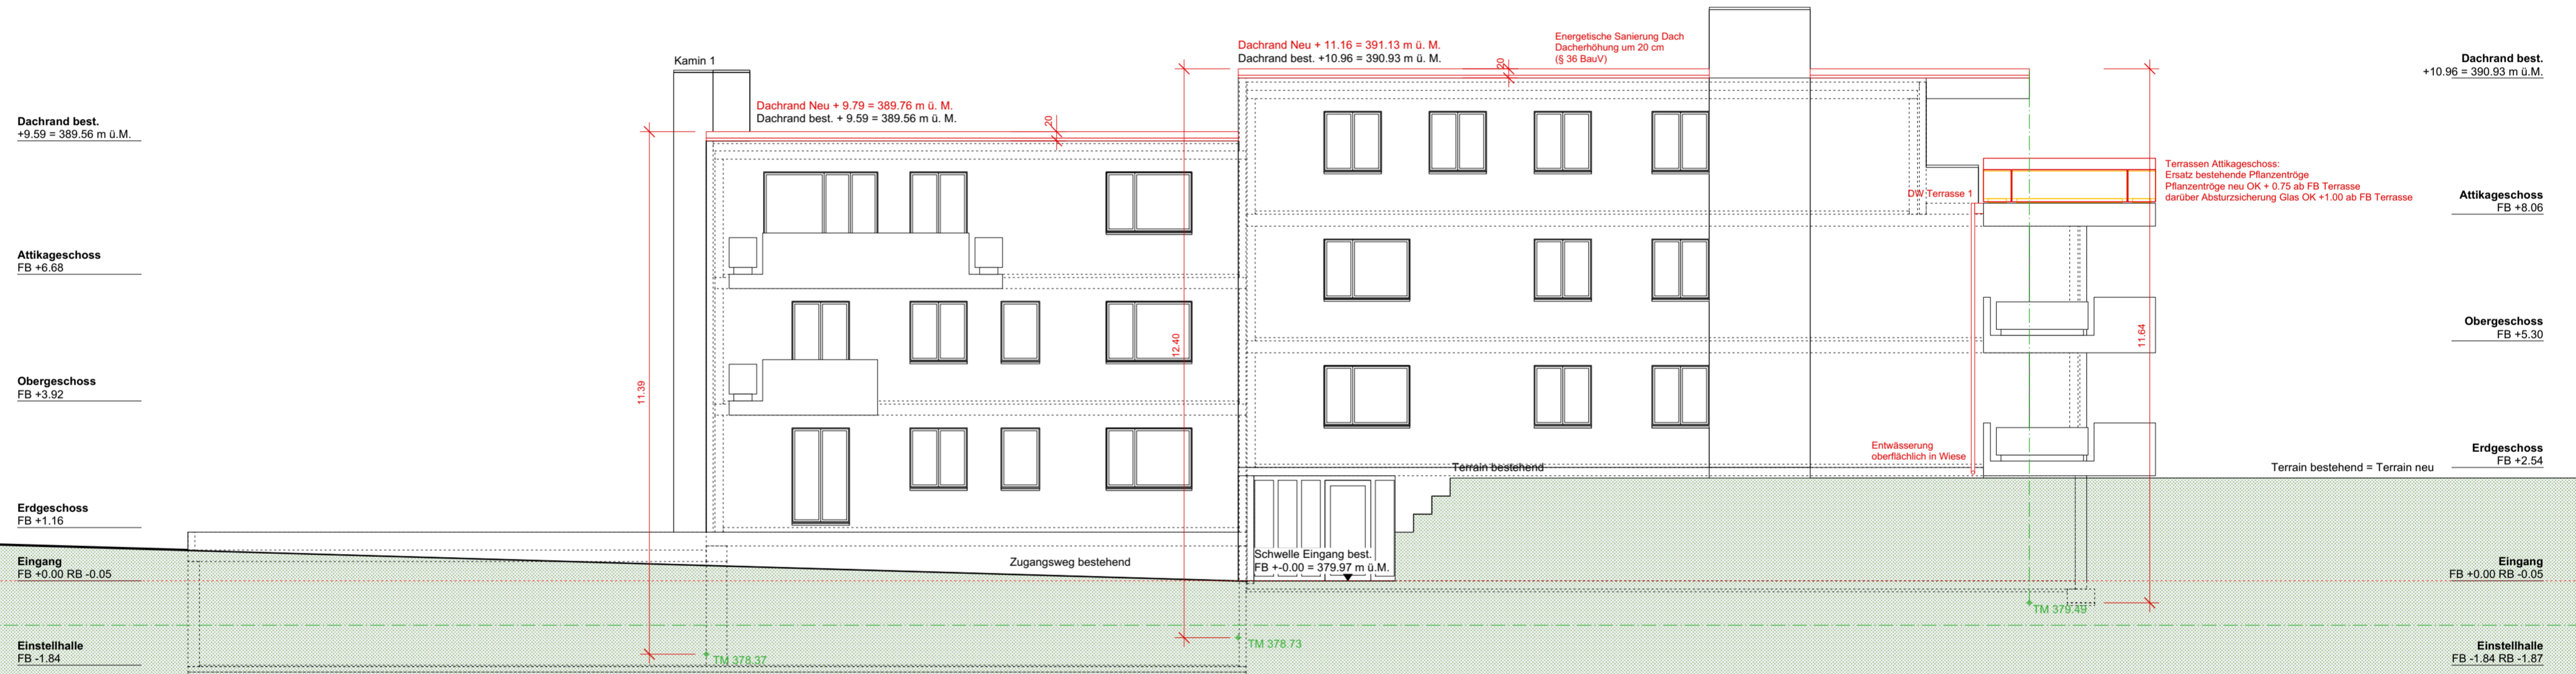 Dachrand best.
+9.59 = 389.56 m ü.M.
Attikageschoss
FB +6.68
Obergeschoss
FB +3.92
Erdgeschoss
FB +1.16
Eingang
FB +0.00 RB -0.05
Einstellhalle
FB -1.84
Kamin 1
Dachrand Neu + 9.79 = 389.76 m ü. M.
Dachrand best. + 9.59 = 389.56 m ü. M.
20
11.39
Zugangsweg bestehend
TM 378.37
Dachrand Neu + 11.16 = 391.13 m ü. M.
Dachrand best. +10.96 = 390.93 m ü. M.
20
Energetische Sanierung Dach
Dacherhöhung um 20 cm
(§ 36 BauV)
12.40
Terrain bestehend
Schwelle Eingang best.
FB +-0.00 = 379.97 m ü.M.
TM 378.73
DW Terrasse 1
Entwässerung
oberflächlich in Wiese
Terrassen Attikageschoss:
Ersatz bestehende Pflanzentröge
Pflanzentröge neu OK + 0.75 ab FB Terrasse
darüber Absturzsicherung Glas OK +1.00 ab FB Terrasse
11.64
TM 379.49
Terrain bestehend = Terrain neu
Dachrand best.
+10.96 = 390.93 m ü.M.
Attikageschoss
FB +8.06
Obergeschoss
FB +5.30
Erdgeschoss
FB +2.54
Eingang
FB +0.00 RB -0.05
Einstellhalle
FB -1.84 RB -1.87